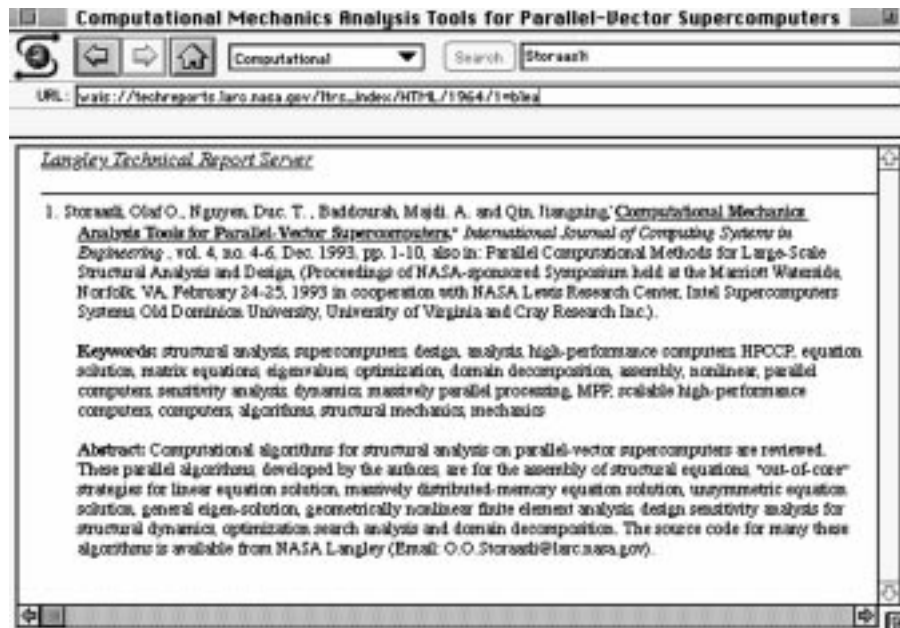 Computational Mechanics Analysis Tools for Parallel-Vector Supercomputers
Computational Search Storaasli
URL: wais://techreports.larc.nasa.gov/ltrs_index/HTML/1964/1=blea
Langley Technical Report Server
1. Storaasli, Olaf O., Nguyen, Duc. T. , Baddourah, Majdi. A. and Qin, Jiangning,"Computational Mechanics
Analysis Tools for Parallel-Vector Supercomputers," International Journal of Computing Systems in
Engineering , vol. 4, no. 4-6, Dec. 1993, pp. 1-10, also in: Parallel Computational Methods for Large-Scale
Structural Analysis and Design, (Proceedings of NASA-sponsored Symposium held at the Marriott Waterside,
Norfolk, VA, February 24-25, 1993 in cooperation with NASA Lewis Research Center, Intel Supercomputers
Systems, Old Dominion University, University of Virginia and Cray Research Inc.).
Keywords: structural analysis, supercomputers, design, analysis, high-performance computers, HPCCP, equation
solution, matrix equations, eigenvalues, optimization, domain decomposition, assembly, nonlinear, parallel
computers, sensitivity analysis, dynamics, massively parallel processing, MPP, scalable high-performance
computers, computers, algorithms, structural mechanics, mechanics
Abstract: Computational algorithms for structural analysis on parallel-vector supercomputers are reviewed.
These parallel algorithms, developed by the authors, are for the assembly of structural equations, "out-of-core"
strategies for linear equation solution, massively distributed-memory equation solution, unsymmetric equation
solution, general eigen-solution, geometrically nonlinear finite element analysis, design sensitivity analysis for
structural dynamics, optimization search analysis and domain decomposition. The source code for many these
algorithms is available from NASA Langley (Email: O.O.Storaasli@larc.nasa.gov).